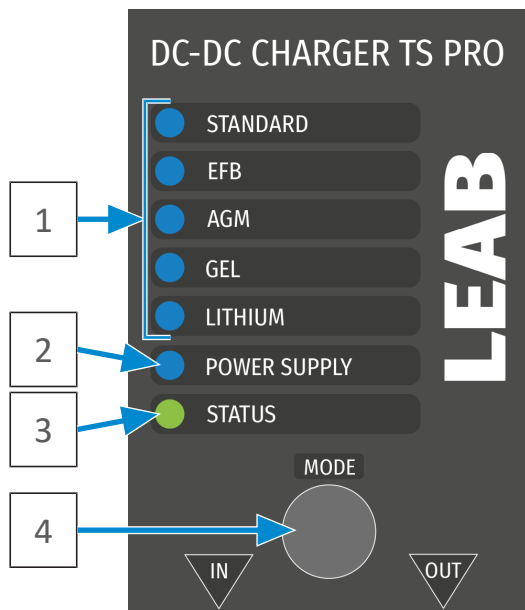 DC-DC CHARGER TS PRO
STANDARD
EFB
1
AGM
GEL
LITHIUM
2
POWER SUPPLY
3
STATUS
LEAB
MODE
4
IN
OUT